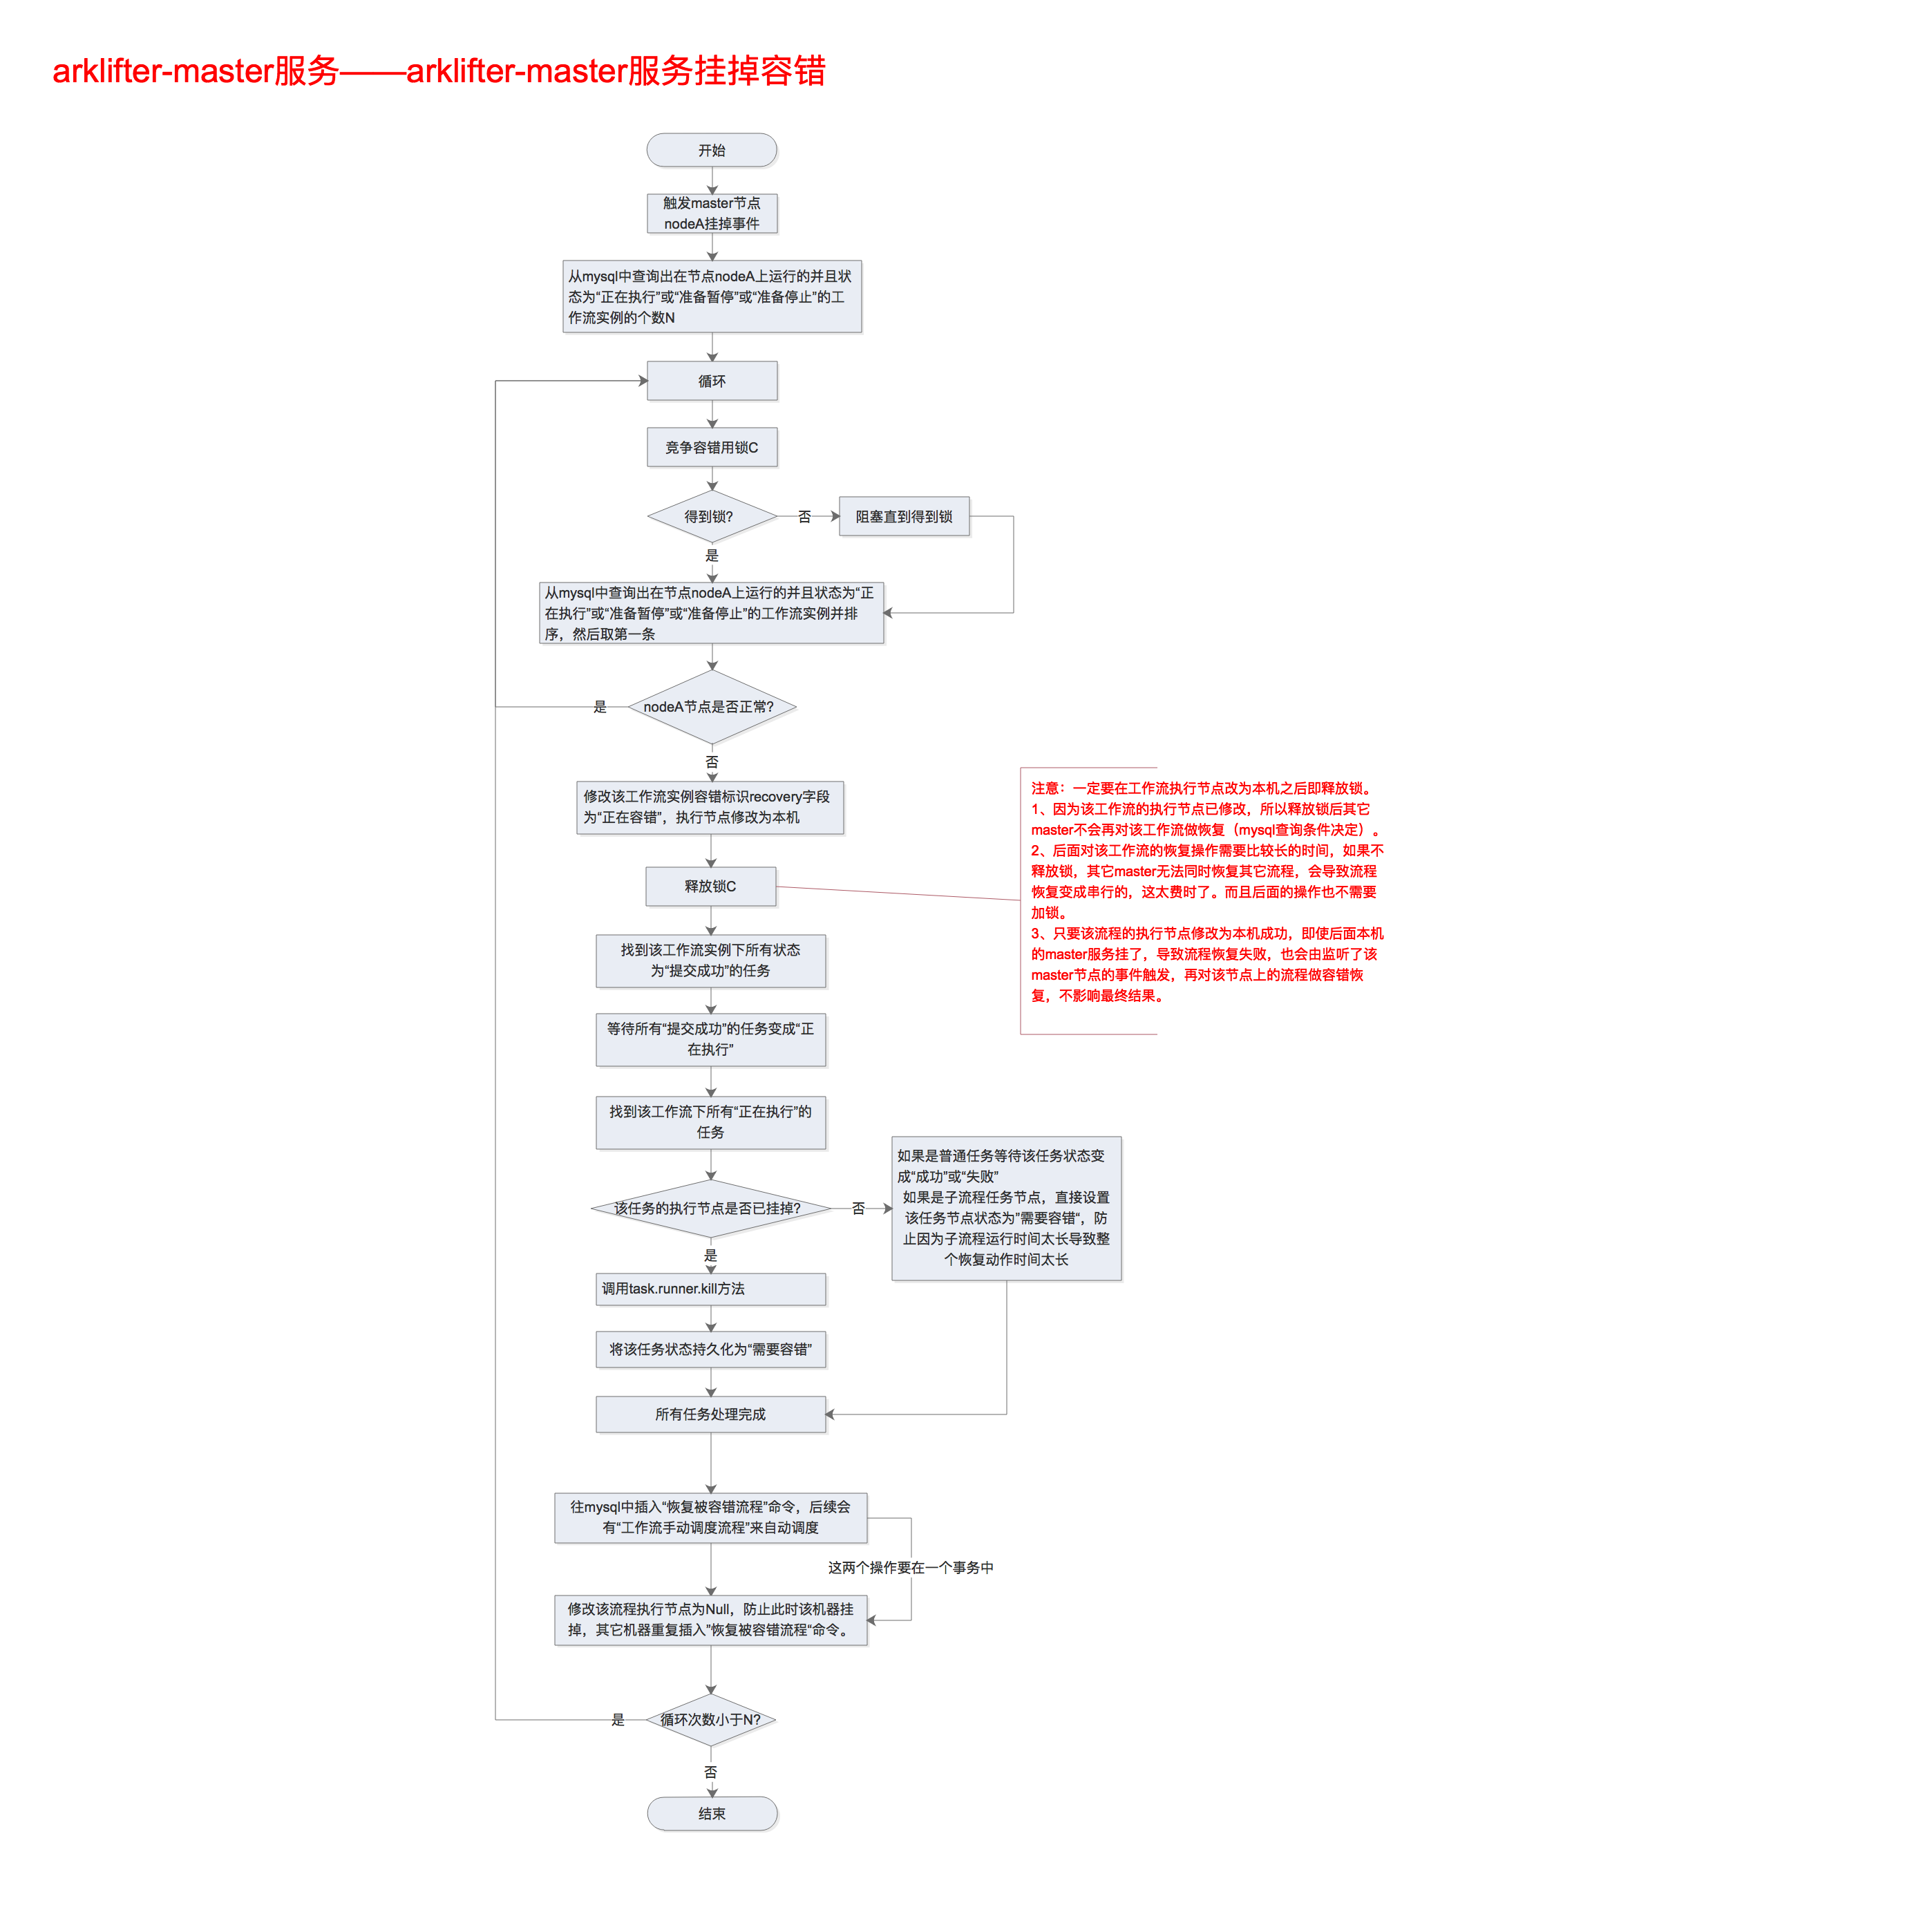 arklifter-master服务——arklifter-master服务挂掉容错
开始
触发master节点
nodeA挂掉事件
从mysql中查询出在节点nodeA上运行的并且状
态为“正在执行”或“准备暂停”或“准备停止”的工
作流实例的个数N
循环
竞争容错用锁C
得到锁?
否
阻塞直到得到锁
是
从mysql中查询出在节点nodeA上运行的并且状态为“正
在执行”或“准备暂停”或“准备停止”的工作流实例并排
序，然后取第一条
nodeA节点是否正常?
是
否
修改该工作流实例容错标识recovery字段
为“正在容错”，执行节点修改为本机
释放锁C
注意：一定要在工作流执行节点改为本机之后即释放锁。
1、因为该工作流的执行节点已修改，所以释放锁后其它
master不会再对该工作流做恢复（mysql查询条件决定）。
2、后面对该工作流的恢复操作需要比较长的时间，如果不
释放锁，其它master无法同时恢复其它流程，会导致流程
恢复变成串行的，这太费时了。而且后面的操作也不需要
加锁。
3、只要该流程的执行节点修改为本机成功，即使后面本机
的master服务挂了，导致流程恢复失败，也会由监听了该
master节点的事件触发，再对该节点上的流程做容错恢
复，不影响最终结果。
找到该工作流实例下所有状态
为“提交成功”的任务
等待所有“提交成功”的任务变成“正
在执行”
找到该工作流下所有“正在执行”的
任务
该任务的执行节点是否已挂掉?
否
如果是普通任务等待该任务状态变
成“成功”或“失败”
如果是子流程任务节点，直接设置
该任务节点状态为”需要容错“，防
止因为子流程运行时间太长导致整
个恢复动作时间太长
是
调用task.runner.kill方法
将该任务状态持久化为“需要容错”
所有任务处理完成
往mysql中插入“恢复被容错流程”命令，后续会
有“工作流手动调度流程”来自动调度
这两个操作要在一个事务中
修改该流程执行节点为Null，防止此时该机器挂
掉，其它机器重复插入”恢复被容错流程“命令。
循环次数小于N?
是
否
结束